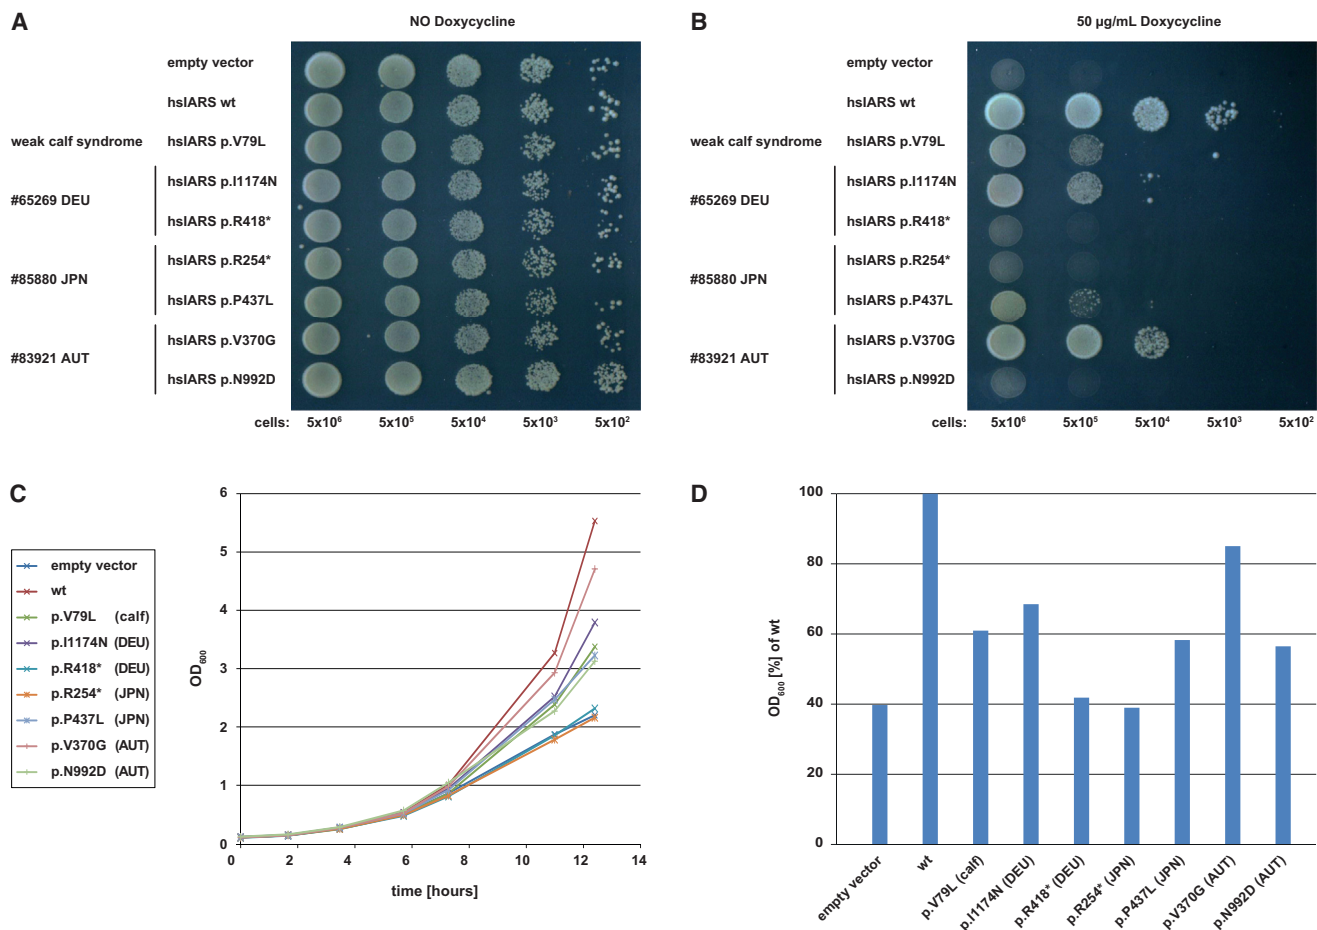 A
NO Doxycycline
empty vector
hsIARS wt
weak calf syndrome
hsIARS p.V79L
#65269 DEU
hsIARS p.I1174N
hsIARS p.R418*
#85880 JPN
hsIARS p.R254*
hsIARS p.P437L
#83921 AUT
hsIARS p.V370G
hsIARS p.N992D
cells: 5x10⁶ 5x10⁵ 5x10⁴ 5x10³ 5x10²
B
50 µg/mL Doxycycline
empty vector
hsIARS wt
weak calf syndrome
hsIARS p.V79L
#65269 DEU
hsIARS p.I1174N
hsIARS p.R418*
#85880 JPN
hsIARS p.R254*
hsIARS p.P437L
#83921 AUT
hsIARS p.V370G
hsIARS p.N992D
cells: 5x10⁶ 5x10⁵ 5x10⁴ 5x10³ 5x10²
C
empty vector
wt
p.V79L (calf)
p.I1174N (DEU)
p.R418* (DEU)
p.R254* (JPN)
p.P437L (JPN)
p.V370G (AUT)
p.N992D (AUT)
OD₆₀₀
6
5
4
3
2
1
0
0 2 4 6 8 10 12 14
time [hours]
D
OD₆₀₀ [%] of wt
100
80
60
40
20
0
empty vector
wt
p.V79L (calf)
p.I1174N (DEU)
p.R418* (DEU)
p.R254* (JPN)
p.P437L (JPN)
p.V370G (AUT)
p.N992D (AUT)